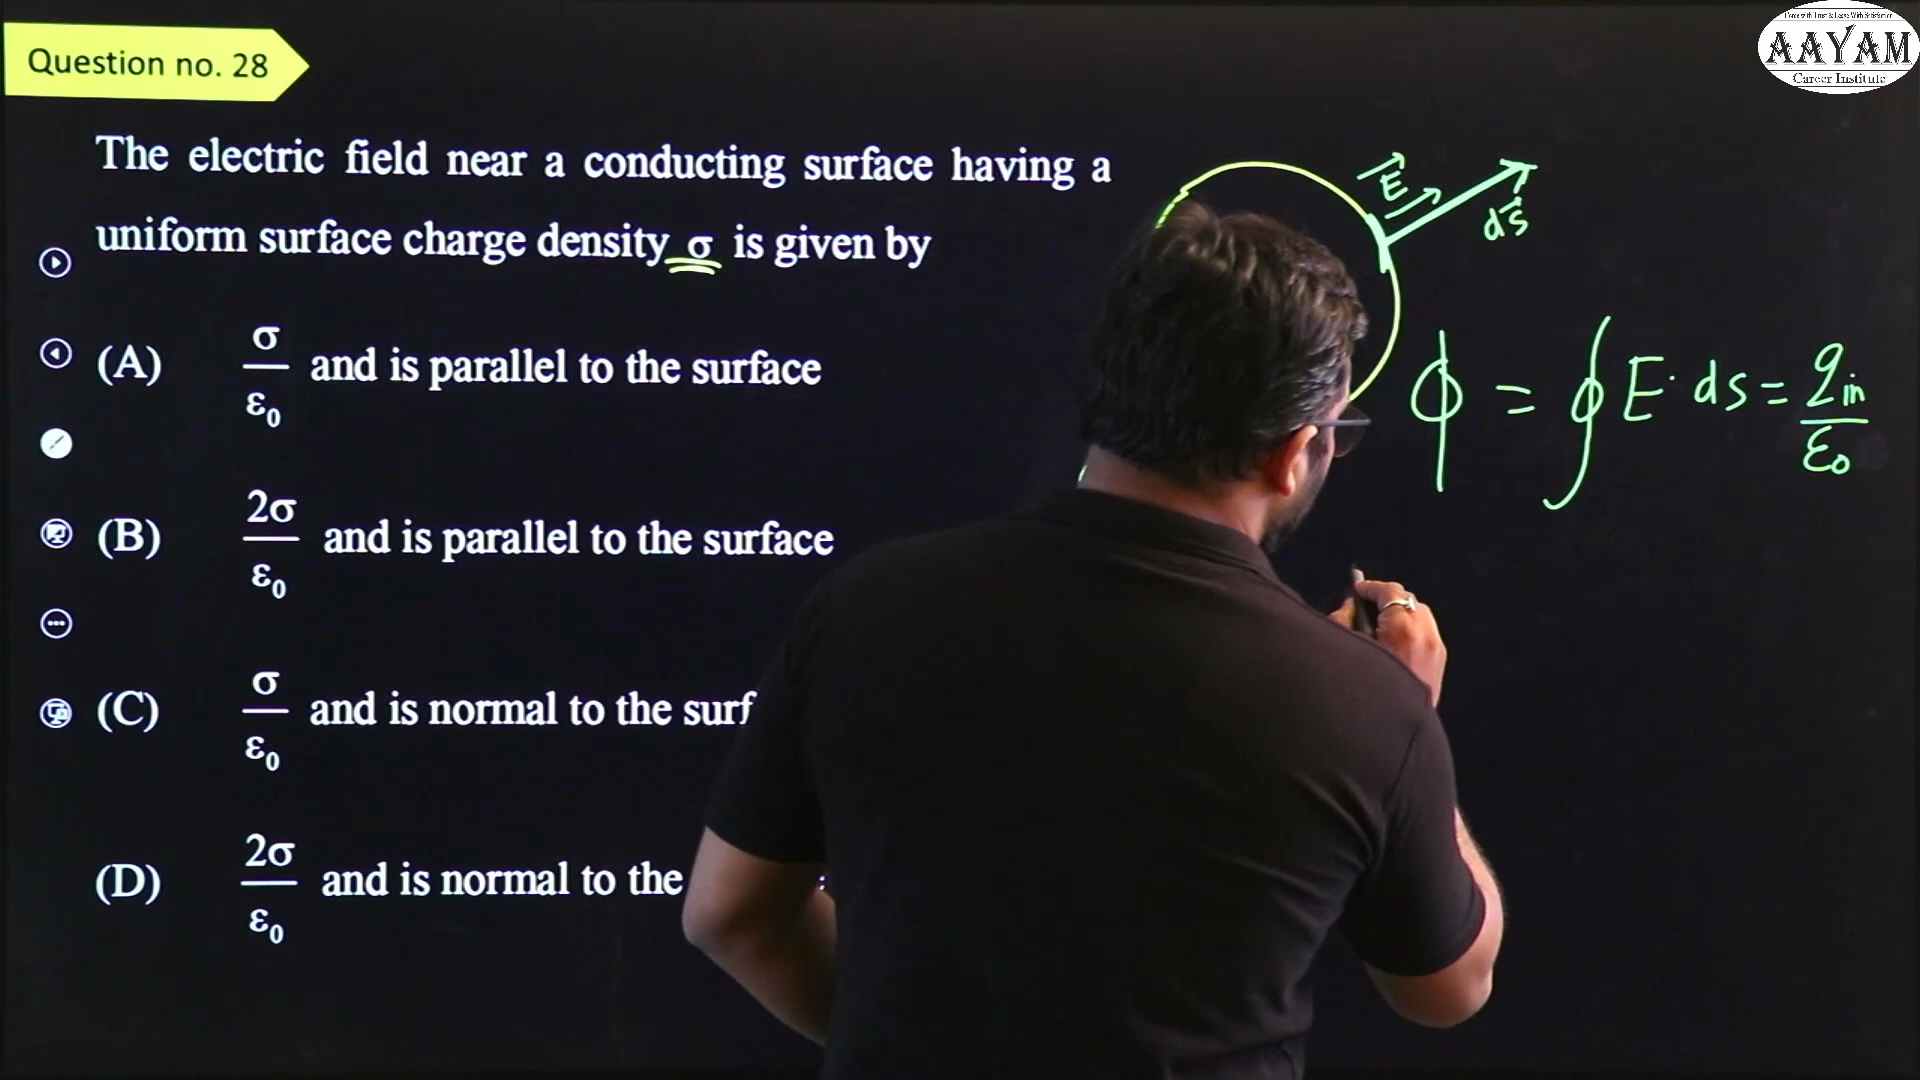 Question no. 28
AAYAM
Career Institute
The electric field near a conducting surface having a
uniform surface charge density σ is given by
(A) σ/ε₀ and is parallel to the surface
(B) 2σ/ε₀ and is parallel to the surface
(C) σ/ε₀ and is normal to the surf
(D) 2σ/ε₀ and is normal to the
E⃗
ds⃗
ϕ = ∮ E · ds = q_in/ε₀